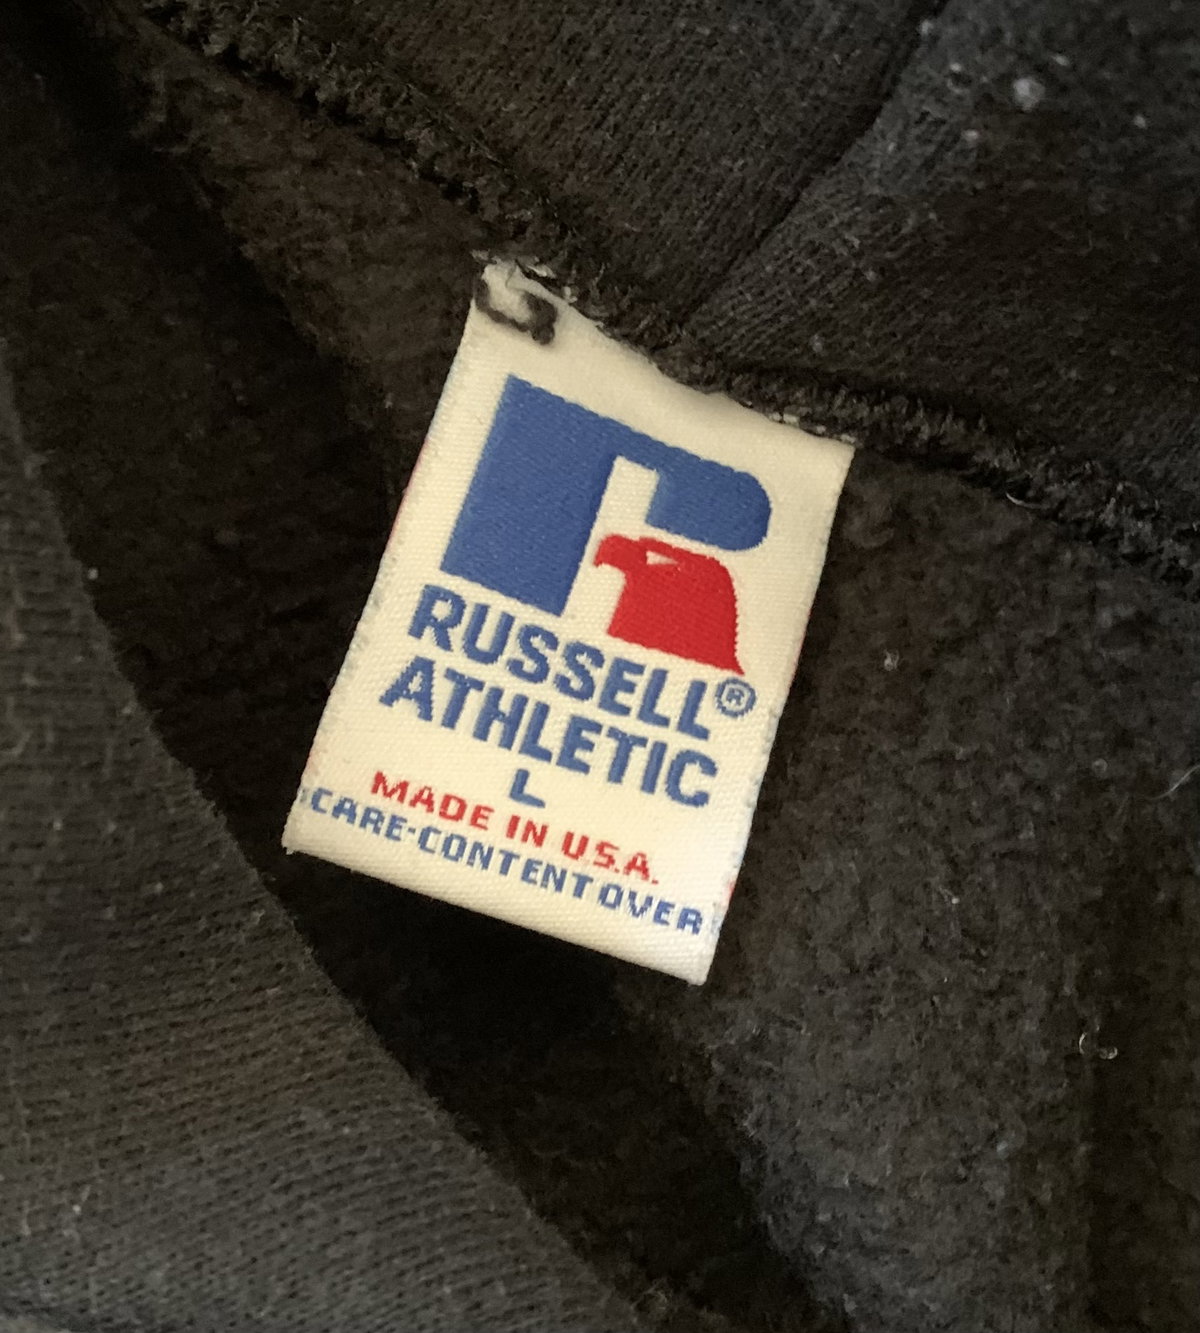 RUSSELL®
ATHLETIC
L
MADE IN U.S.A.
CARE-CONTENT OVER